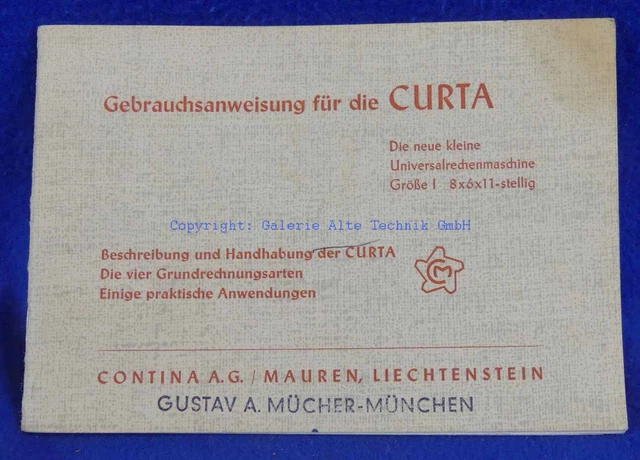 Gebrauchsanweisung für die CURTA
Die neue kleine
Universalrechenmaschine
Größe I 8x6x11-stellig
Copyright: Galerie Alte Technik GmbH
Beschreibung und Handhabung der CURTA
Die vier Grundrechnungsarten
Einige praktische Anwendungen
CM
CONTINA A.G. / MAUREN, LIECHTENSTEIN
GUSTAV A. MÜCHER-MÜNCHEN